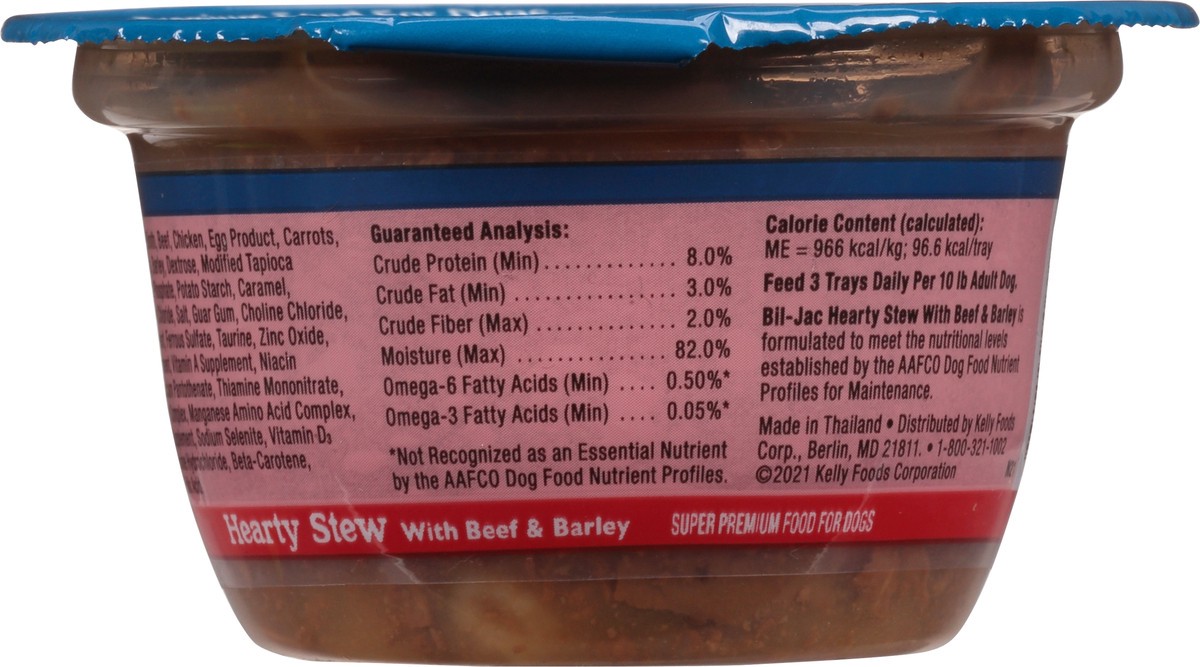 Food For Dogs
Beef, Chicken, Egg Product, Carrots,
Dextrose, Modified Tapioca
Potato Starch, Caramel,
Salt, Guar Gum, Choline Chloride,
Ferrous Sulfate, Taurine, Zinc Oxide,
Vitamin A Supplement, Niacin
Thiamine Mononitrate,
Manganese Amino Acid Complex,
Sodium Selenite, Vitamin D3
Beta-Carotene,
Guaranteed Analysis:
Crude Protein (Min) .................. 8.0%
Crude Fat (Min) ...................... 3.0%
Crude Fiber (Max) ................... 2.0%
Moisture (Max) ..................... 82.0%
Omega-6 Fatty Acids (Min) .... 0.50%*
Omega-3 Fatty Acids (Min) .... 0.05%*
*Not Recognized as an Essential Nutrient
by the AAFCO Dog Food Nutrient Profiles.
Calorie Content (calculated):
ME = 966 kcal/kg; 96.6 kcal/tray
Feed 3 Trays Daily Per 10 lb Adult Dog.
Bil-Jac Hearty Stew With Beef & Barley is
formulated to meet the nutritional levels
established by the AAFCO Dog Food Nutrient
Profiles for Maintenance.
Made in Thailand • Distributed by Kelly Foods
Corp., Berlin, MD 21811. • 1-800-321-1002
©2021 Kelly Foods Corporation
Hearty Stew With Beef & Barley SUPER PREMIUM FOOD FOR DOGS